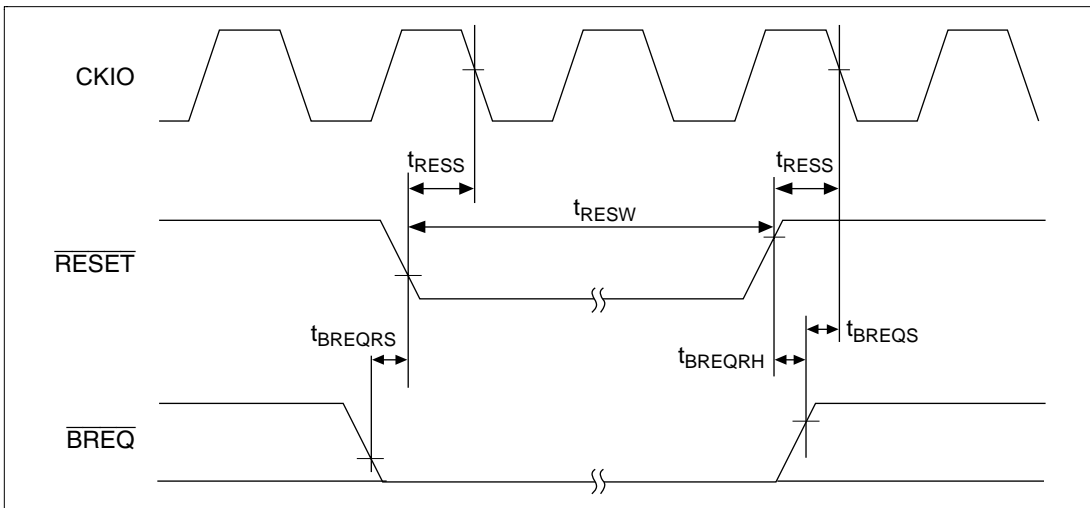 CKIO
tRESS
tRESS
tRESW
RESET
tBREQRS
tBREQS
tBREQRH
BREQ